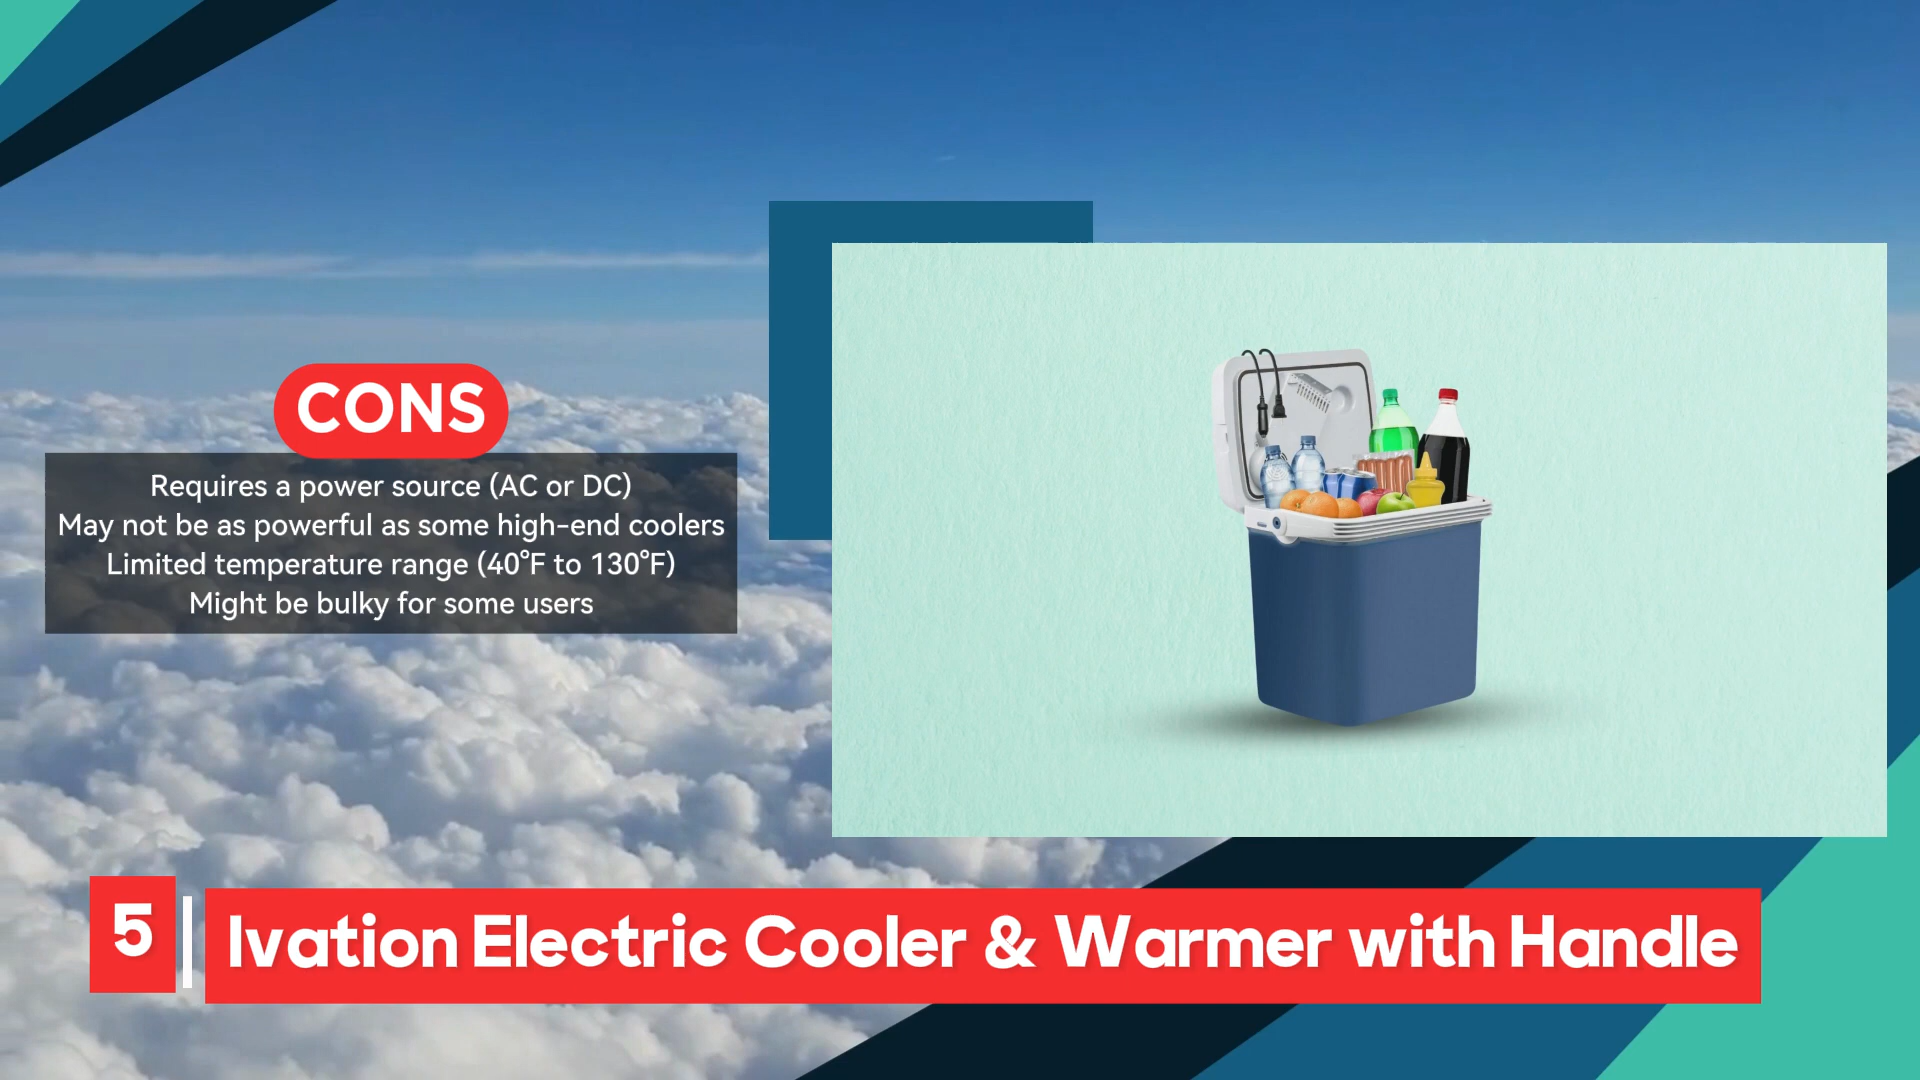 CONS
Requires a power source (AC or DC)
May not be as powerful as some high-end coolers
Limited temperature range (40°F to 130°F)
Might be bulky for some users
5
Ivation Electric Cooler & Warmer with Handle